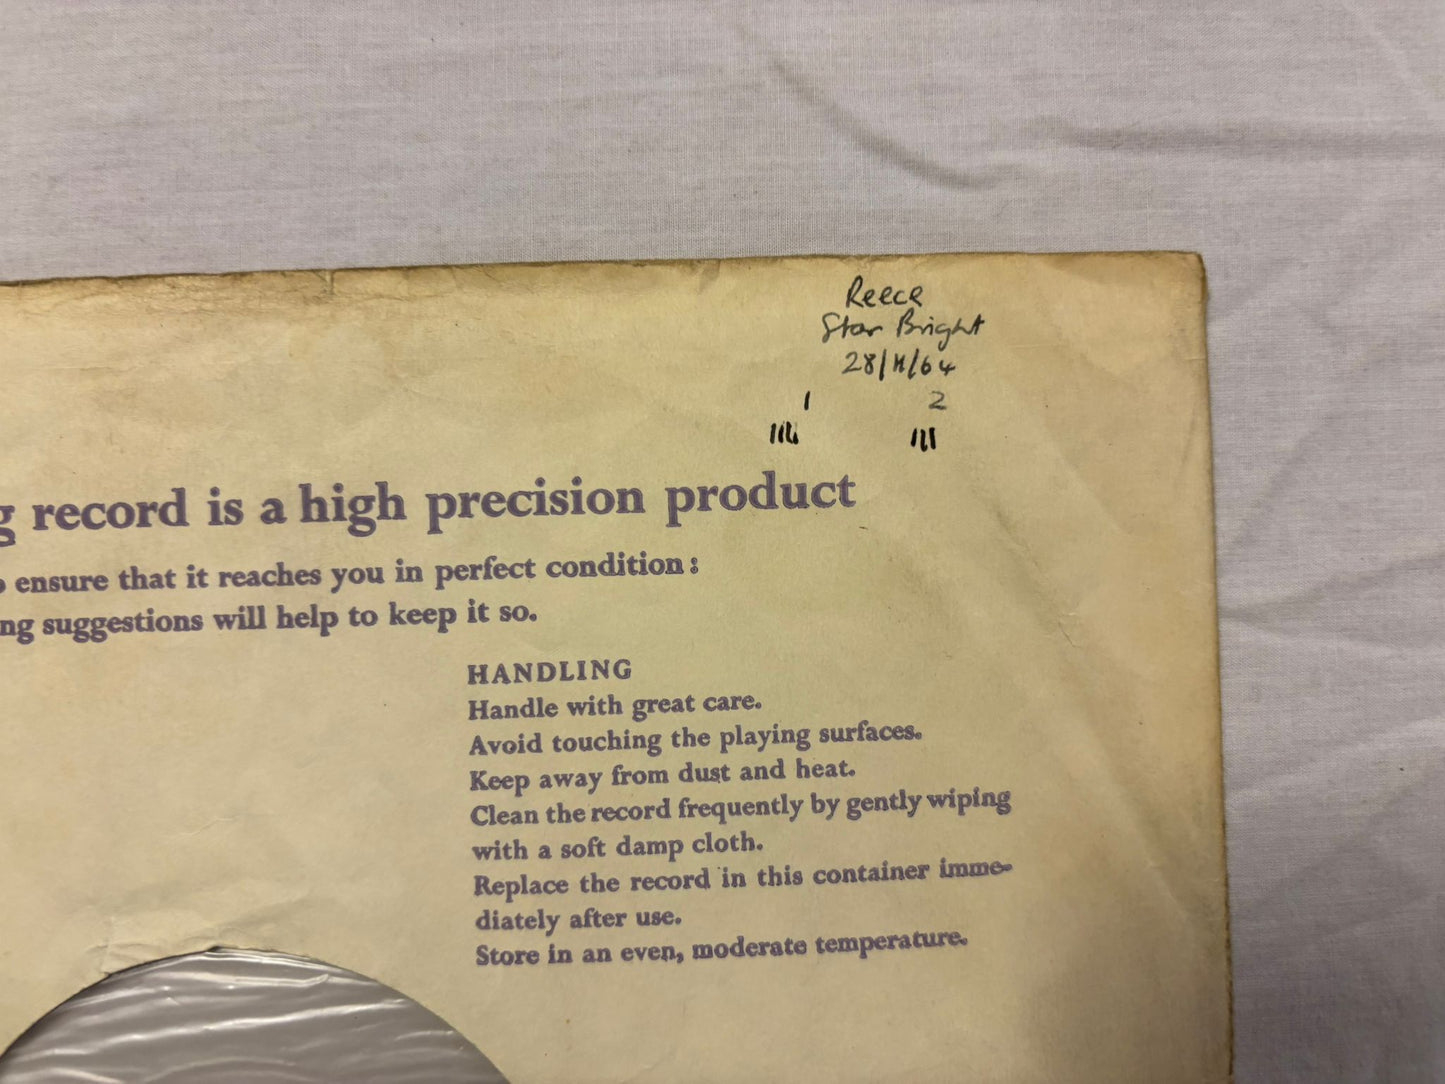 Reece
Star Bright
28/11/64
1 2
g record is a high precision product
o ensure that it reaches you in perfect condition:
ng suggestions will help to keep it so.
HANDLING
Handle with great care.
Avoid touching the playing surfaces.
Keep away from dust and heat.
Clean the record frequently by gently wiping
with a soft damp cloth.
Replace the record in this container imme-
diately after use.
Store in an even, moderate temperature.